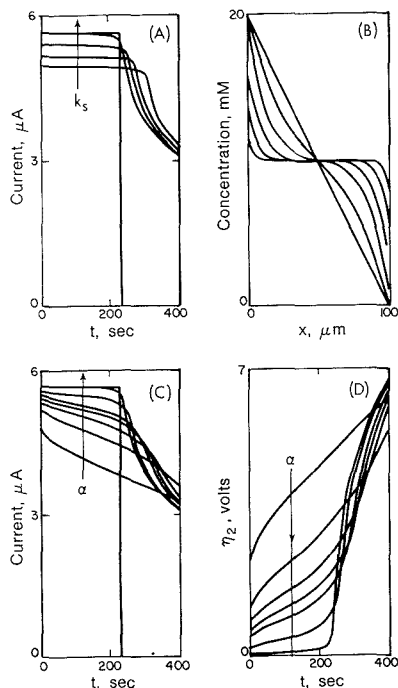 6
(A)
Current, μA
3
k_s
0
0
200
400
t, sec
20
(B)
Concentration, mM
0
0
100
x, μm
6
(C)
Current, μA
3
α
0
0
200
400
t, sec
7
(D)
η_2, volts
α
0
0
200
400
t, sec